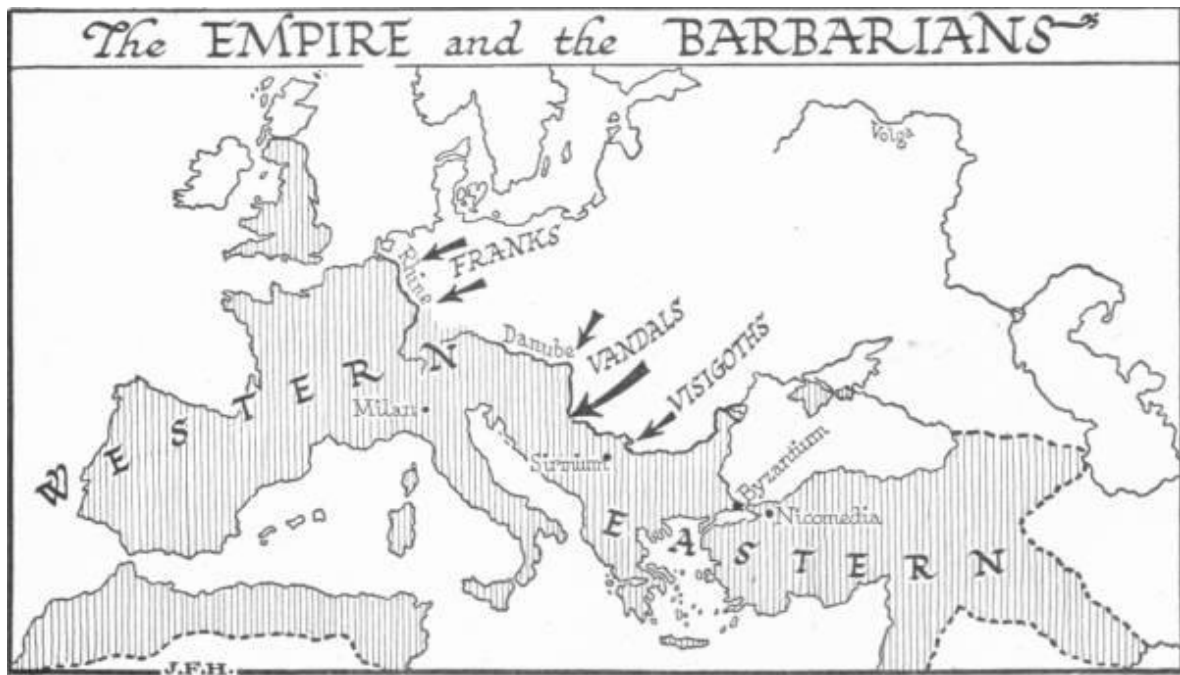 The EMPIRE and the BARBARIANS
Volga
Rhine
FRANKS
Danube
VANDALS
VISIGOTHS
WESTERN
Milan
Sirmium
Byzantium
Nicomedia
EASTERN
J.F.H.